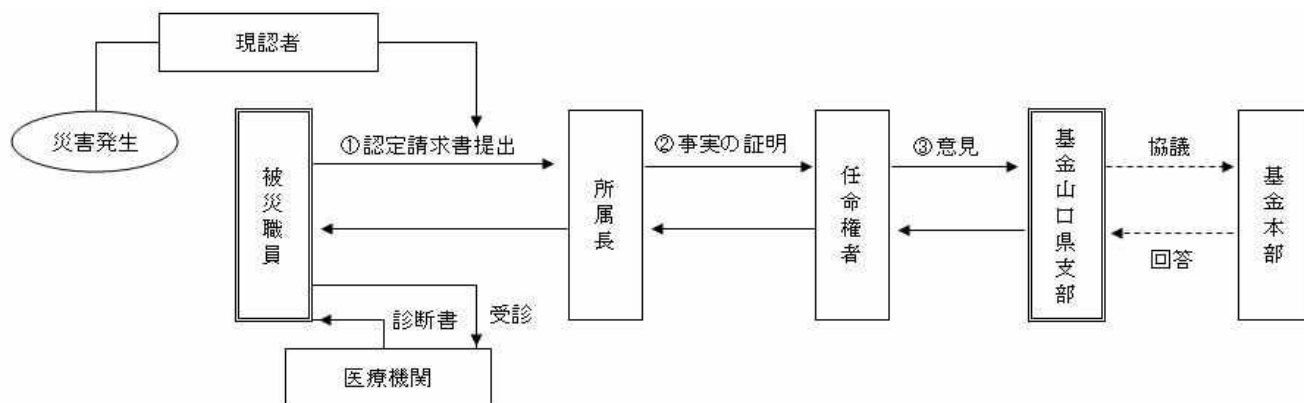 現認者
災害発生
①認定請求書提出
②事実の証明
③意見
協議
被災職員
所属長
任命権者
基金山口県支部
基金本部
回答
診断書
受診
医療機関